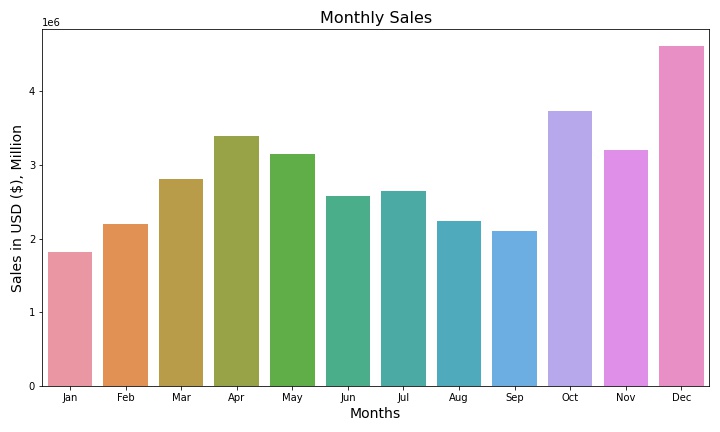 Monthly Sales
1e6
Sales in USD ($), Million
4
3
2
1
0
Jan Feb Mar Apr May Jun Jul Aug Sep Oct Nov Dec
Months